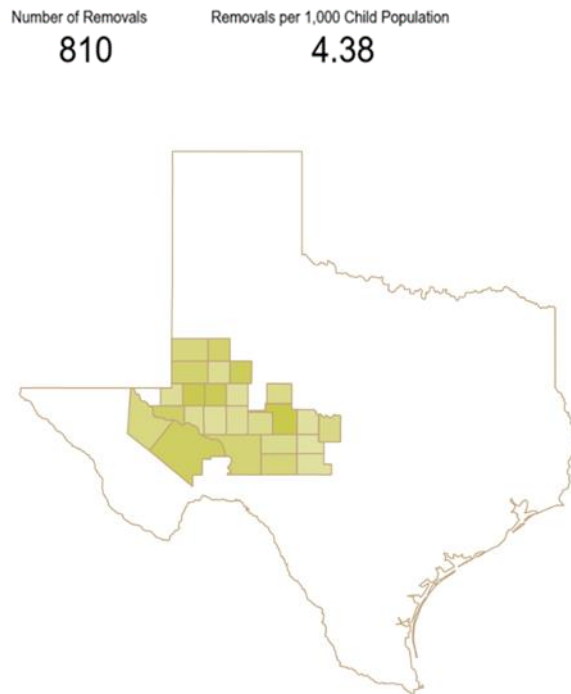 Number of Removals
Removals per 1,000 Child Population
810
4.38